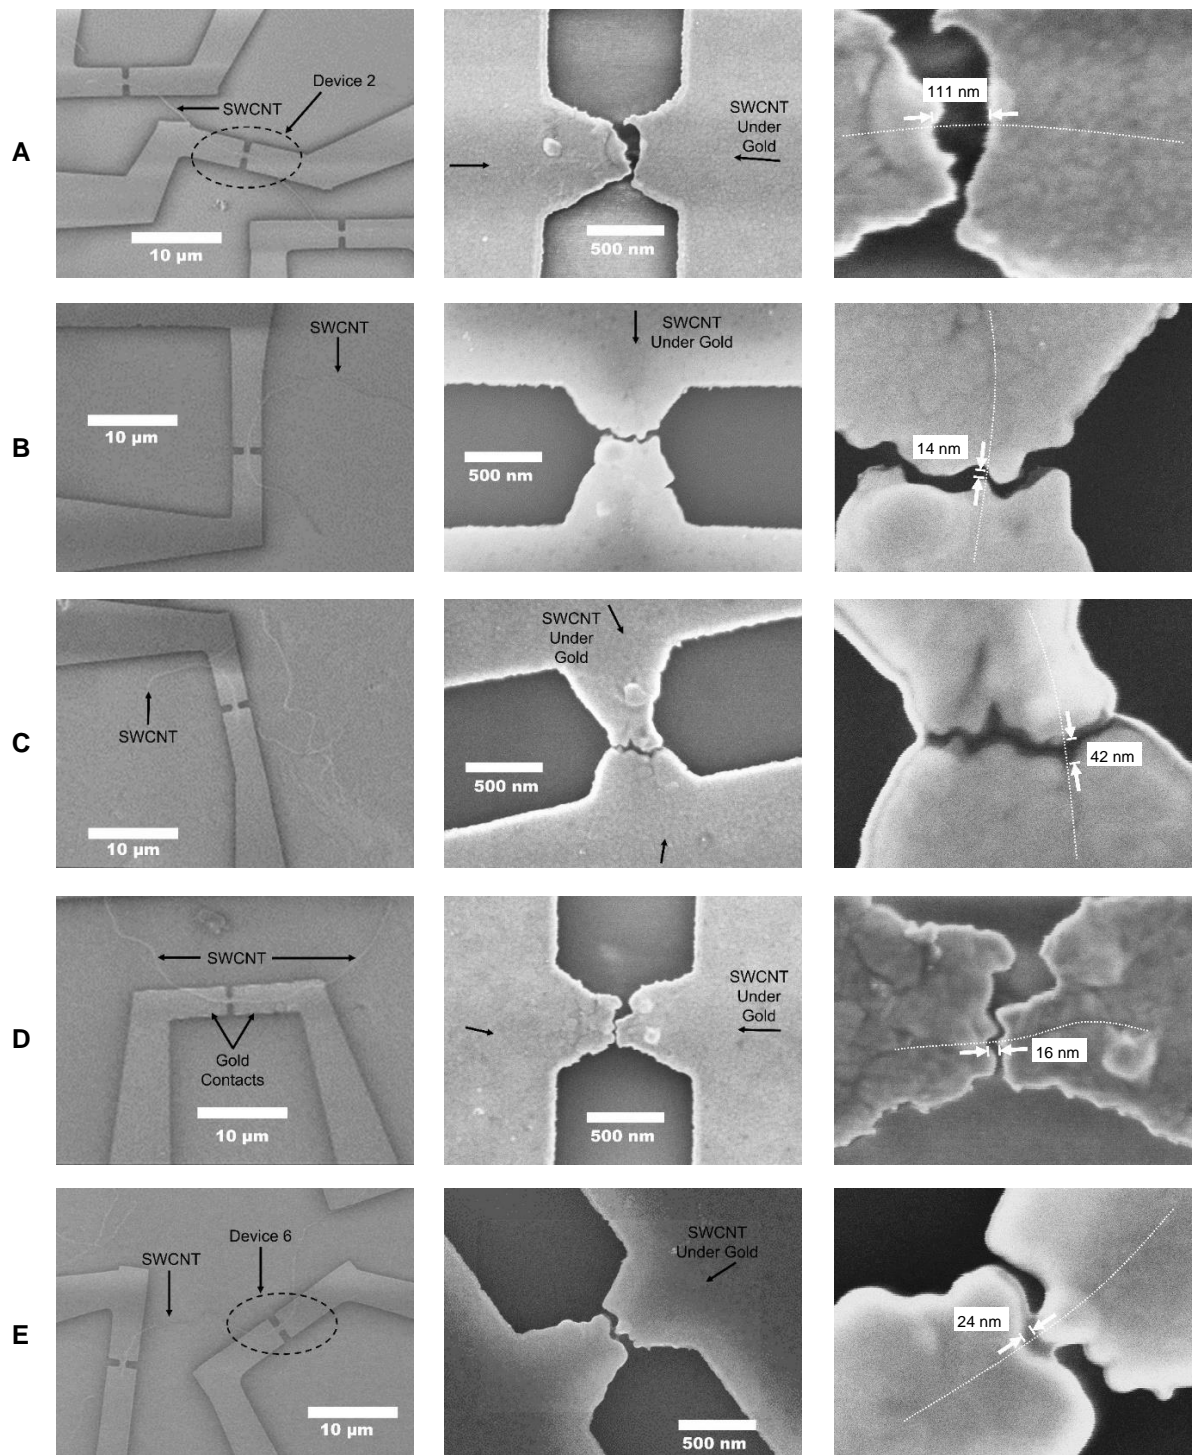 A
SWCNT
Device 2
10 µm
SWCNT
Under
Gold
500 nm
111 nm
B
SWCNT
10 µm
SWCNT
Under Gold
500 nm
14 nm
C
SWCNT
10 µm
SWCNT
Under
Gold
500 nm
42 nm
D
SWCNT
Gold
Contacts
10 µm
SWCNT
Under
Gold
500 nm
16 nm
E
SWCNT
Device 6
10 µm
SWCNT
Under Gold
500 nm
24 nm